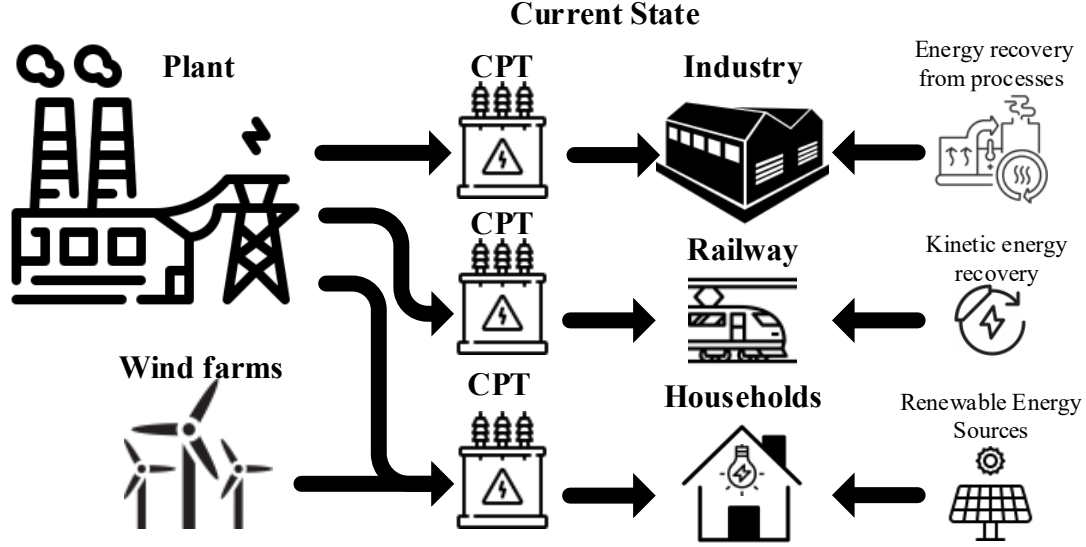 Current State
Plant
CPT
Industry
Energy recovery
from processes
CPT
Railway
Kinetic energy
recovery
Wind farms
CPT
Households
Renewable Energy
Sources